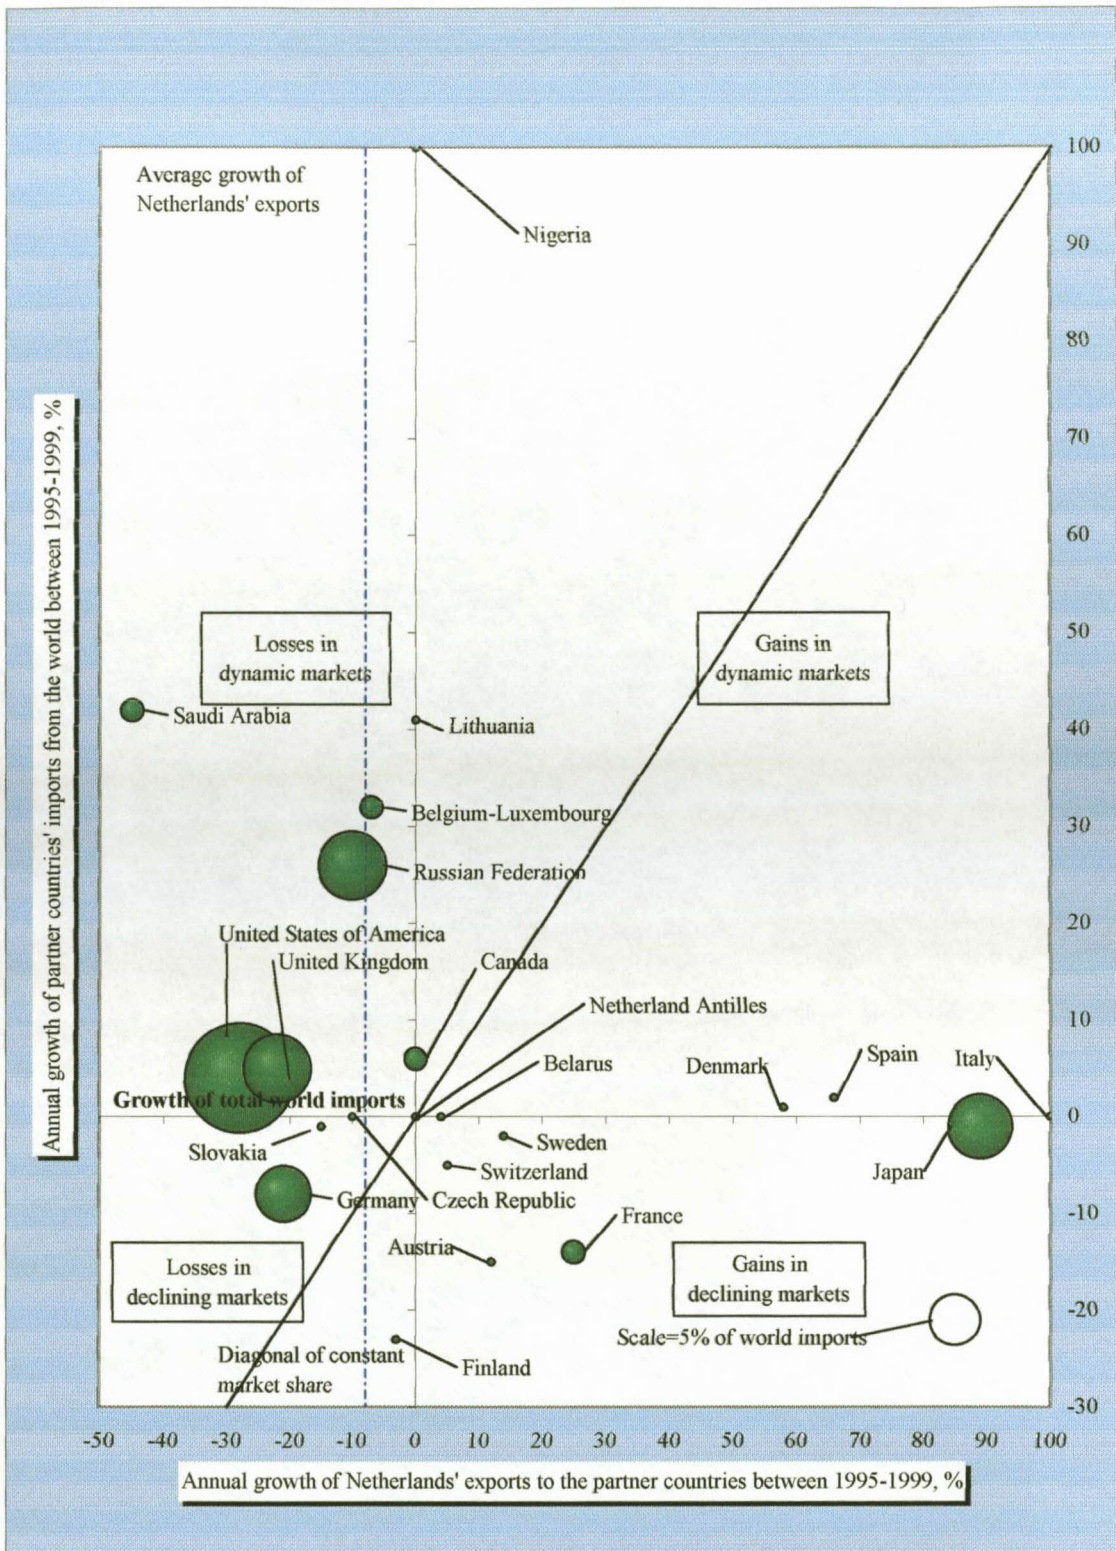 Average growth of
Netherlands' exports
100
Nigeria
90
80
70
60
Annual growth of partner countries' imports from the world between 1995-1999, %
Losses in
dynamic markets
Gains in
dynamic markets
50
Saudi Arabia
Lithuania
40
Belgium-Luxembourg
30
Russian Federation
20
United States of America
United Kingdom
Canada
Netherland Antilles
10
Belarus
Denmark
Spain
Italy
Growth of total world imports
0
Slovakia
Sweden
Switzerland
Japan
Germany
Czech Republic
France
-10
Austria
Losses in
declining markets
Gains in
declining markets
-20
Scale=5% of world imports
Diagonal of constant
market share
Finland
-30
-50 -40 -30 -20 -10 0 10 20 30 40 50 60 70 80 90 100
Annual growth of Netherlands' exports to the partner countries between 1995-1999, %